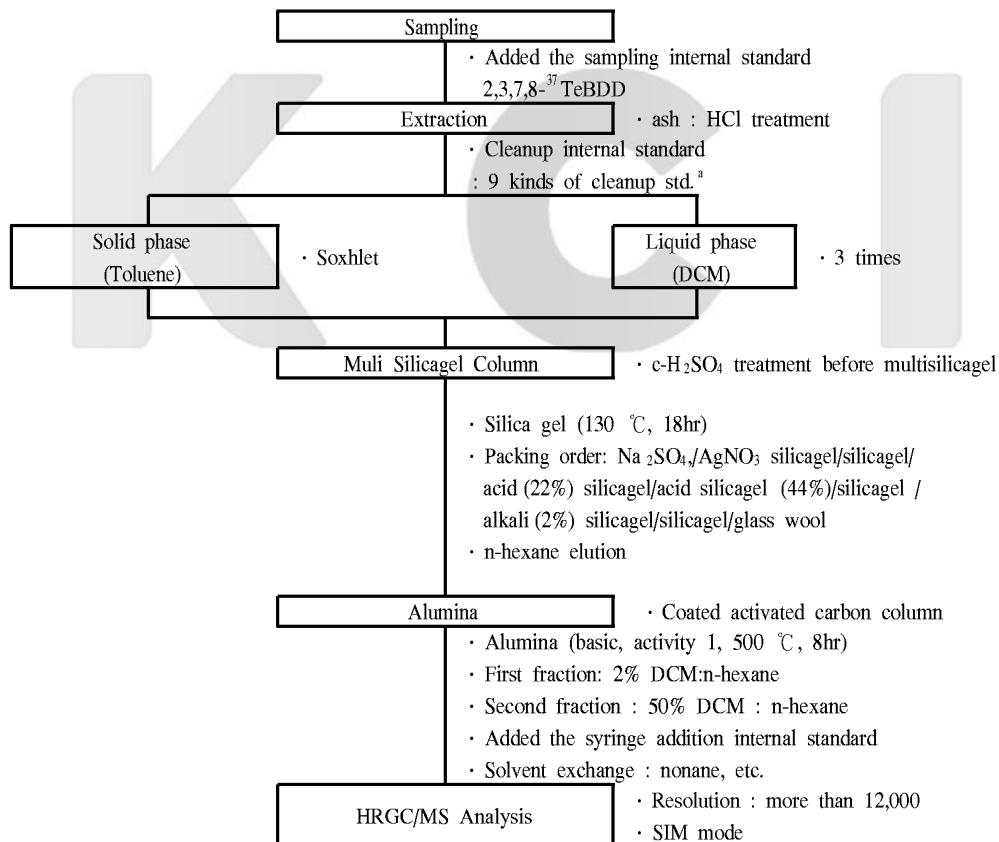 Sampling
· Added the sampling internal standard
2,3,7,8-³⁷TeBDD
Extraction
· ash : HCl treatment
· Cleanup internal standard
: 9 kinds of cleanup std.ᵃ
Solid phase
(Toluene)
· Soxhlet
Liquid phase
(DCM)
· 3 times
Muli Silicagel Column
· c-H₂SO₄ treatment before multisilicagel
· Silica gel (130 ℃, 18hr)
· Packing order: Na₂SO₄,/AgNO₃ silicagel/silicagel/
acid(22%) silicagel/acid silicagel (44%)/silicagel /
alkali(2%) silicagel/silicagel/glass wool
· n-hexane elution
Alumina
· Coated activated carbon column
· Alumina (basic, activity 1, 500 ℃, 8hr)
· First fraction: 2% DCM:n-hexane
· Second fraction : 50% DCM : n-hexane
· Added the syringe addition internal standard
· Solvent exchange : nonane, etc.
HRGC/MS Analysis
· Resolution : more than 12,000
· SIM mode
KCI